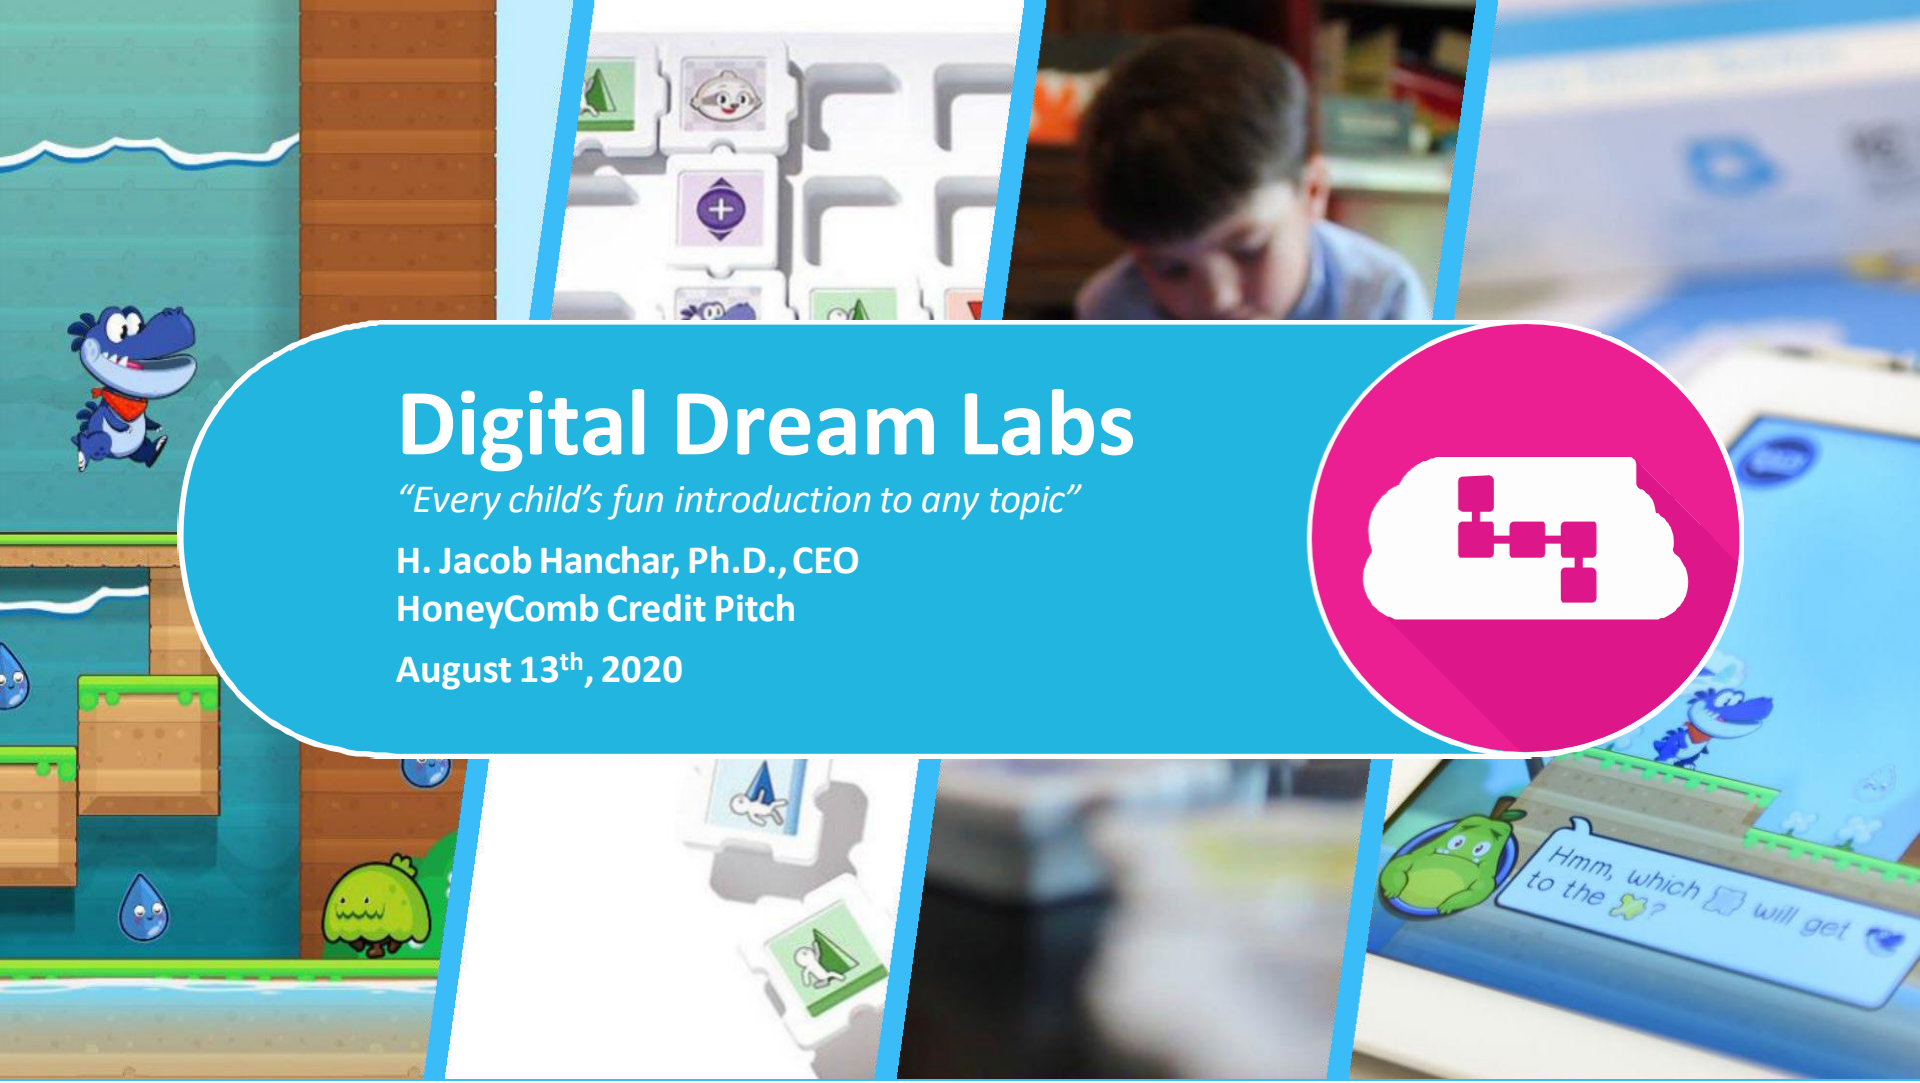 Digital Dream Labs
“Every child’s fun introduction to any topic”
H. Jacob Hanchar, Ph.D., CEO
HoneyComb Credit Pitch
August 13th, 2020
Hmm, which will get
to the ?